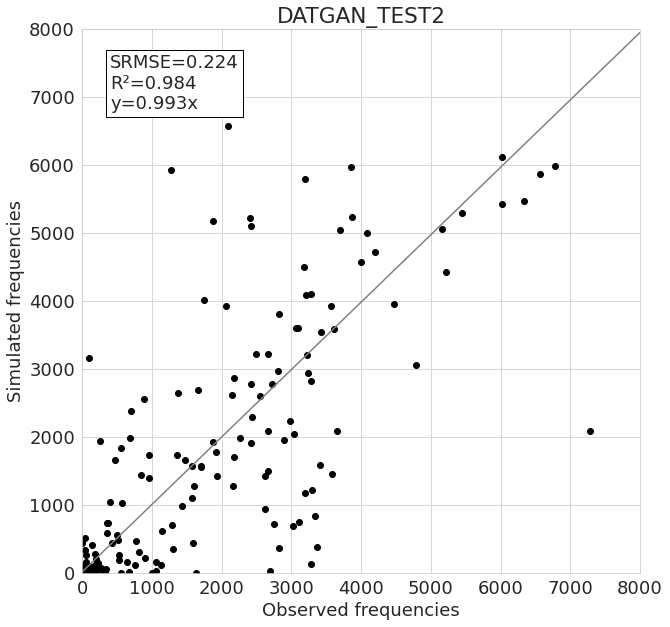 DATGAN_TEST2
SRMSE=0.224
R²=0.984
y=0.993x
8000
7000
6000
5000
4000
3000
2000
1000
0
Simulated frequencies
0 1000 2000 3000 4000 5000 6000 7000 8000
Observed frequencies